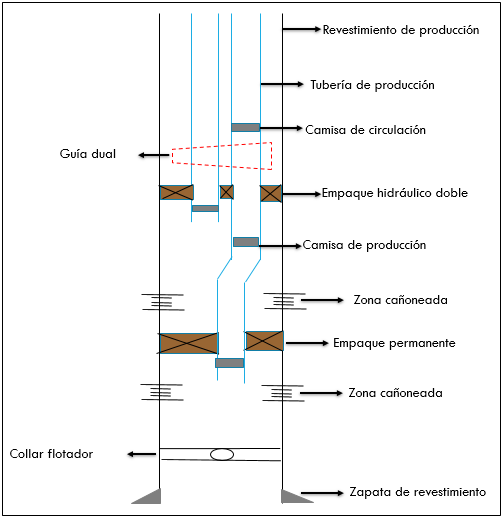 Revestimiento de producción
Tubería de producción
Camisa de circulación
Guía dual
Empaque hidráulico doble
Camisa de producción
Zona cañoneada
Empaque permanente
Zona cañoneada
Collar flotador
Zapata de revestimiento